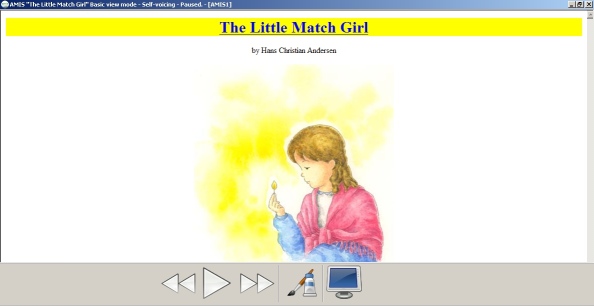 AMIS "The Little Match Girl" Basic view mode - Self-voicing - Paused. - [AMIS1]
The Little Match Girl
by Hans Christian Andersen